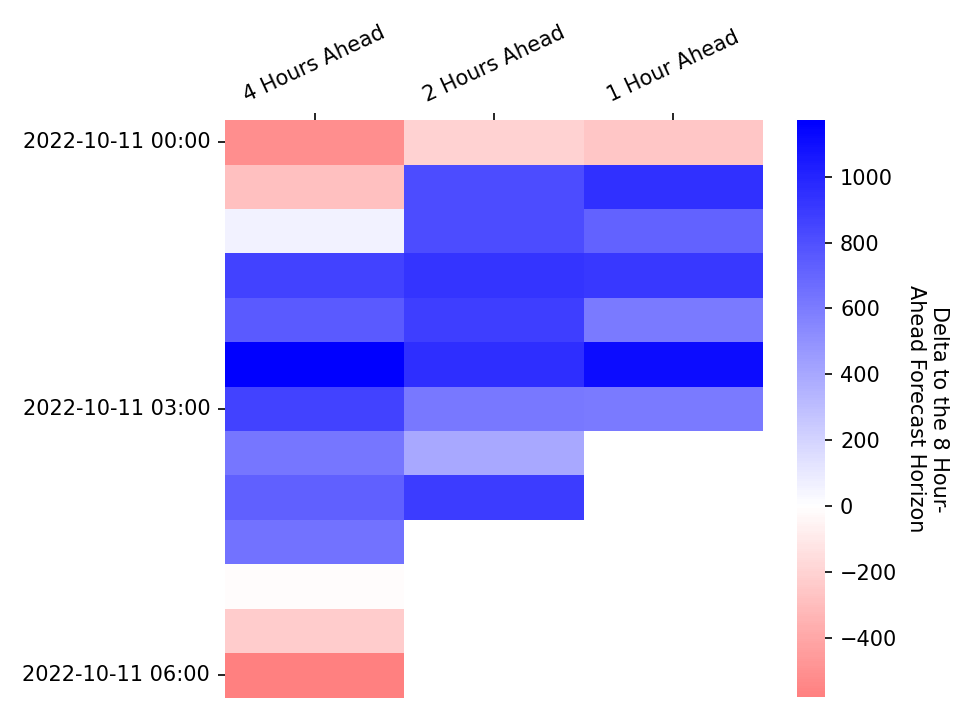 4 Hours Ahead
2 Hours Ahead
1 Hour Ahead
2022-10-11 00:00
2022-10-11 03:00
2022-10-11 06:00
1000
800
600
400
200
0
−200
−400
Delta to the 8 Hour-
Ahead Forecast Horizon